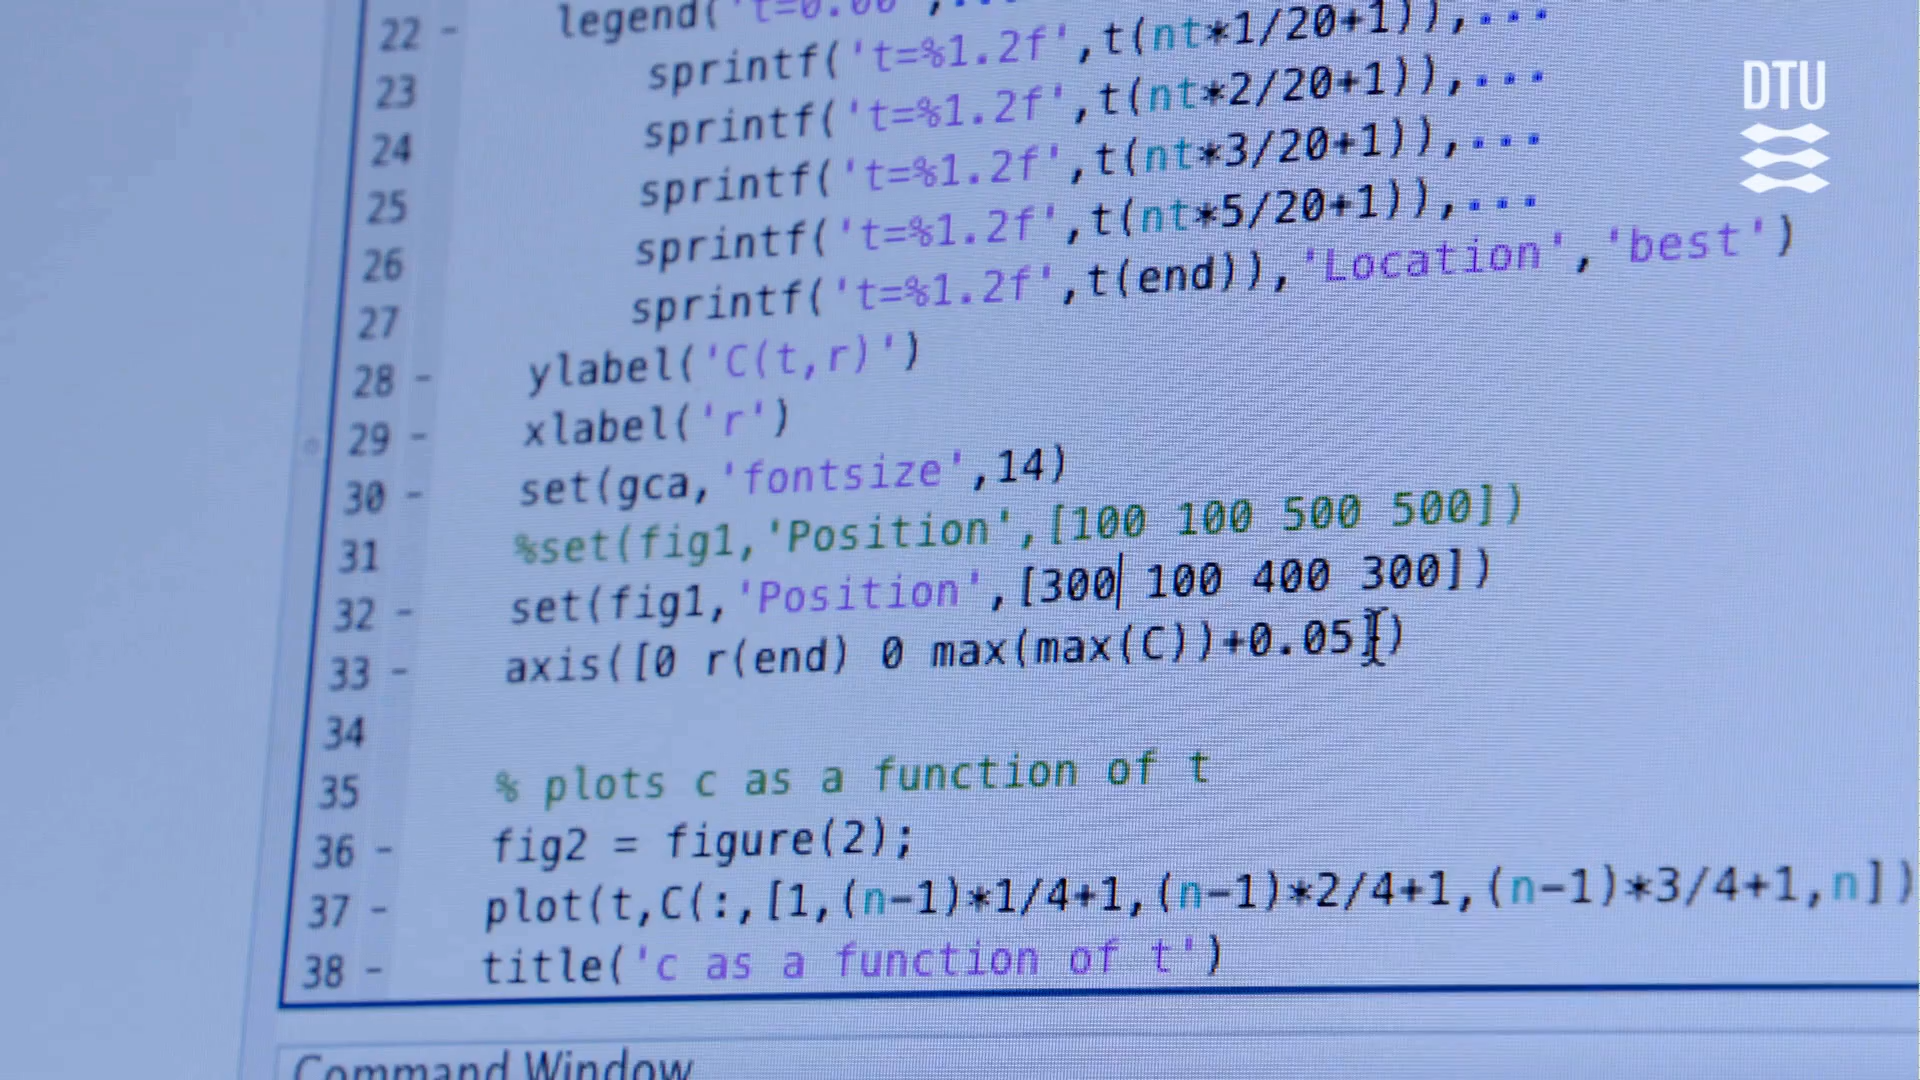 DTU
22 - legend('t=0.00',...
23 sprintf('t=%1.2f',t(nt*1/20+1)),...
24 sprintf('t=%1.2f',t(nt*2/20+1)),...
25 sprintf('t=%1.2f',t(nt*3/20+1)),...
26 sprintf('t=%1.2f',t(nt*5/20+1)),...
27 sprintf('t=%1.2f',t(end)),'Location','best')
28 - ylabel('C(t,r)')
29 - xlabel('r')
30 - set(gca,'fontsize',14)
31 %set(fig1,'Position',[100 100 500 500])
32 - set(fig1,'Position',[300 100 400 300])
33 - axis([0 r(end) 0 max(max(C))+0.05])
34
35 % plots c as a function of t
36 - fig2 = figure(2);
37 - plot(t,C(:,[1,(n-1)*1/4+1,(n-1)*2/4+1,(n-1)*3/4+1,n])
38 - title('c as a function of t')
Command Window